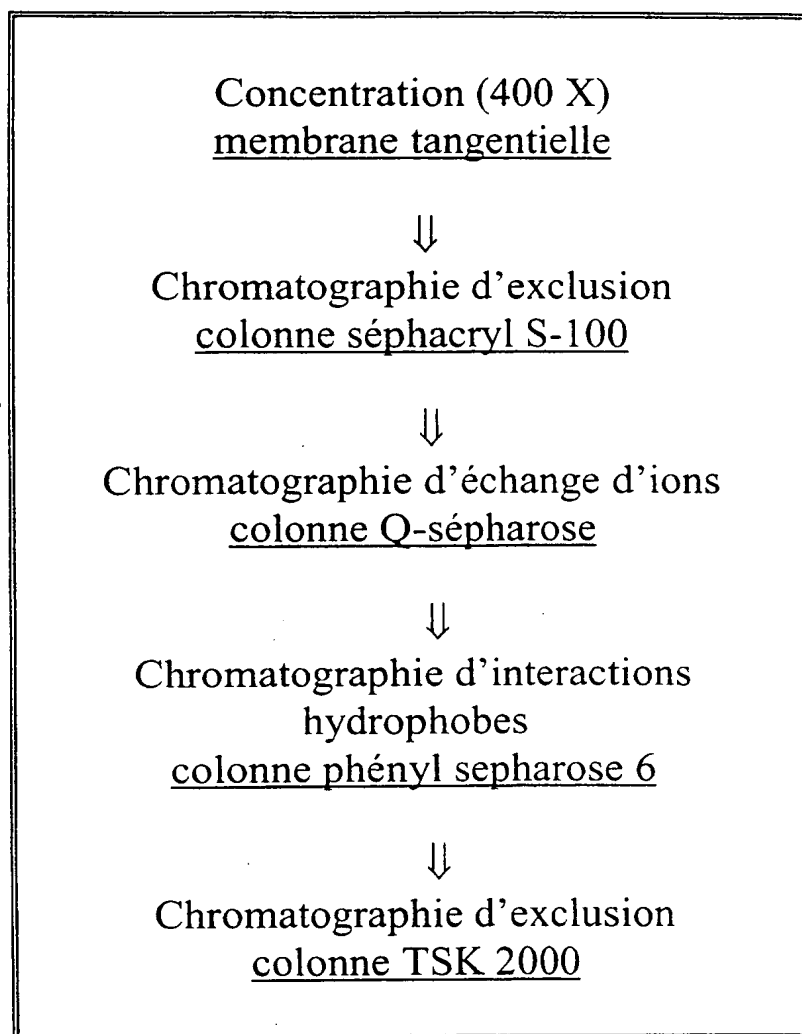 Concentration (400 X)
membrane tangentielle
⇓
Chromatographie d'exclusion
colonne séphacryl S-100
⇓
Chromatographie d'échange d'ions
colonne Q-sépharose
⇓
Chromatographie d'interactions
hydrophobes
colonne phényl sepharose 6
⇓
Chromatographie d'exclusion
colonne TSK 2000